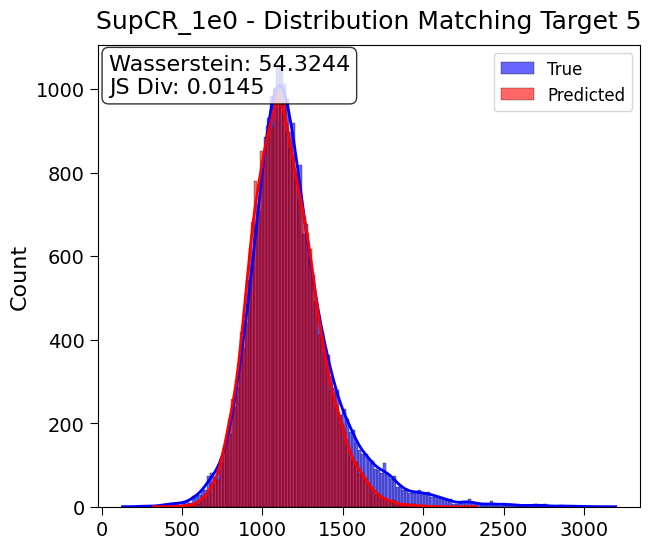 SupCR_1e0 - Distribution Matching Target 5
Wasserstein: 54.3244
JS Div: 0.0145
True
Predicted
Count
1000
800
600
400
200
0
0 500 1000 1500 2000 2500 3000